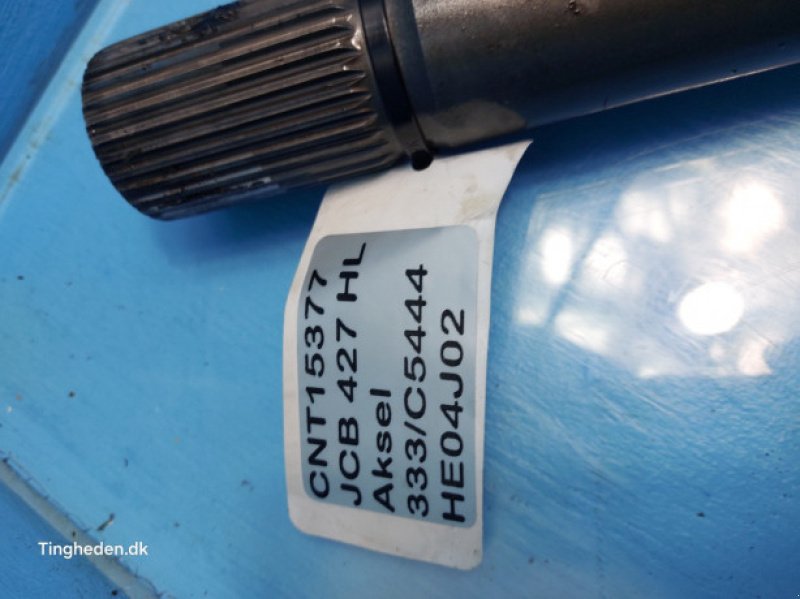 CNT15377
JCB 427 HL
Aksel
333/C5444
HE04J02
Tingheden.dk